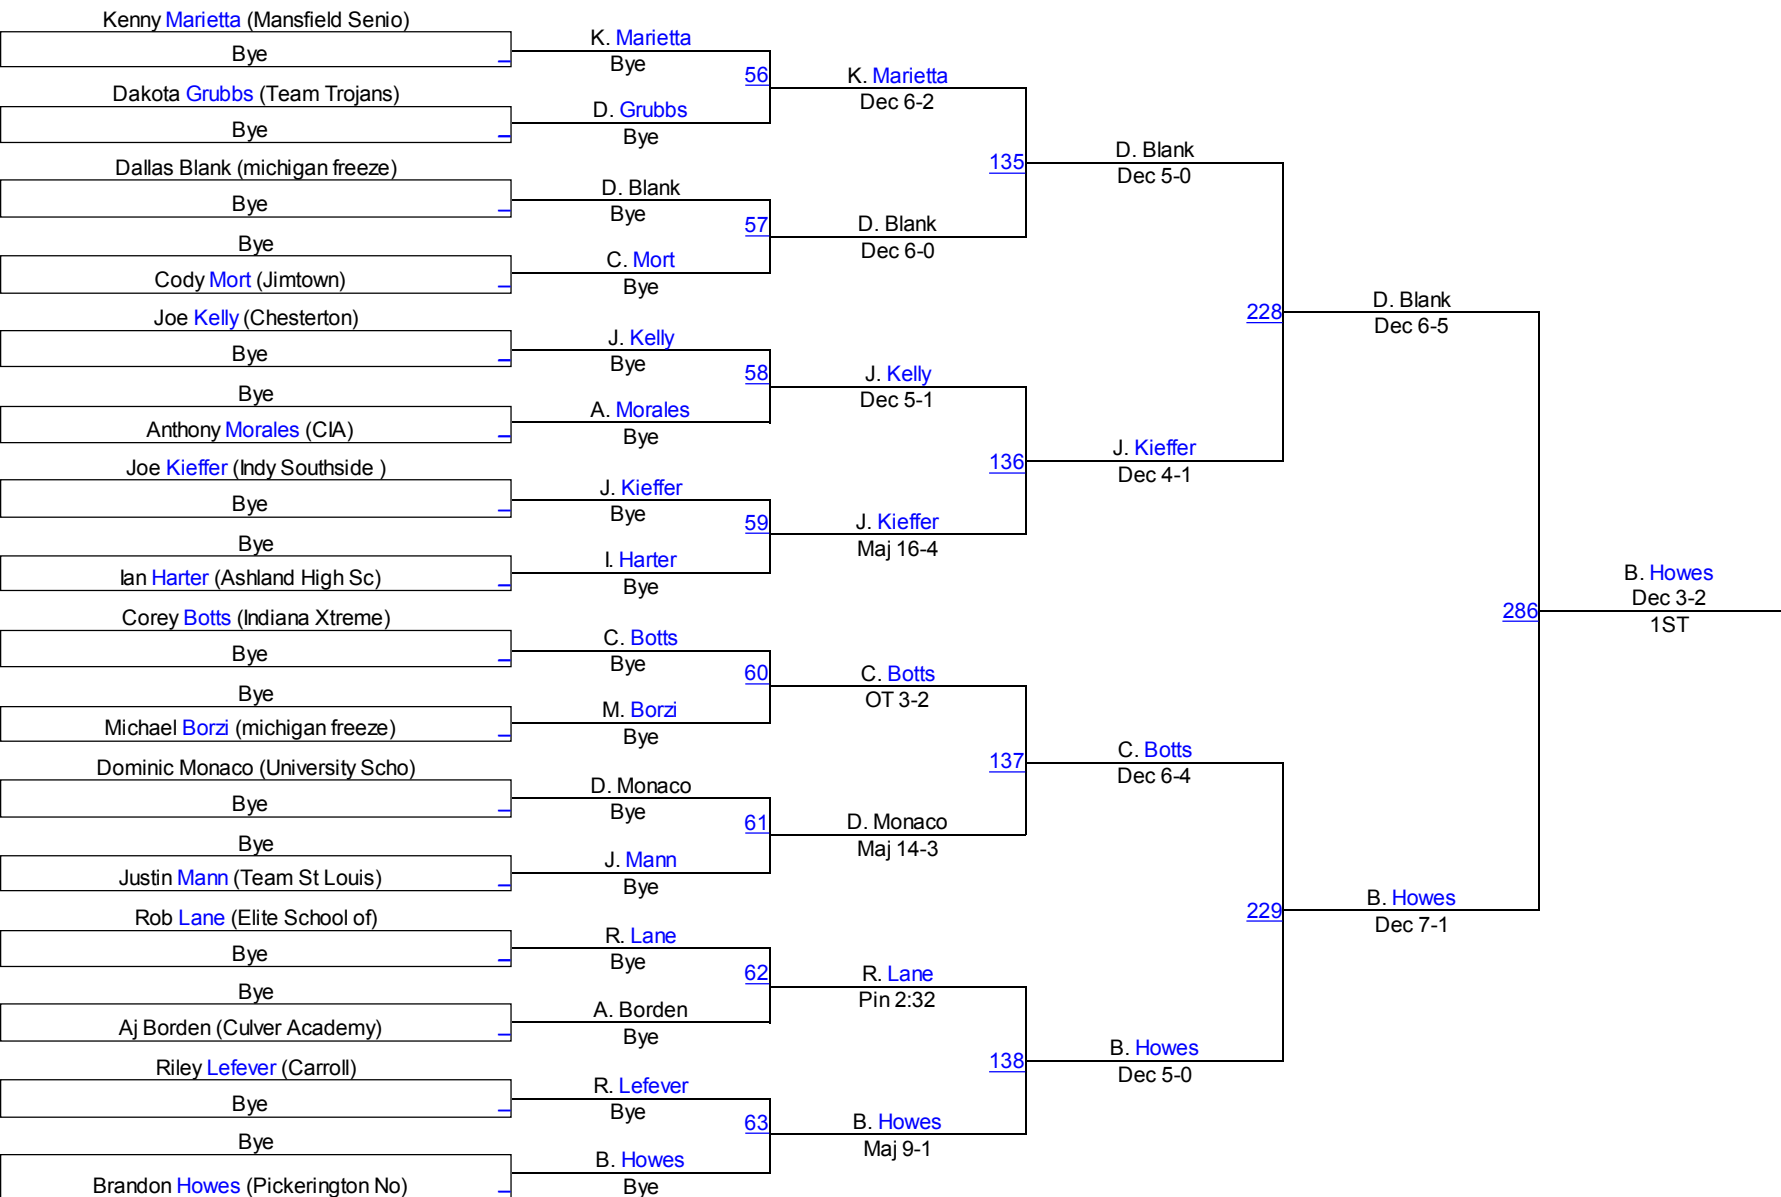 Kenny Marietta (Mansfield Senio)
Bye
Dakota Grubbs (Team Trojans)
Bye
Dallas Blank (michigan freeze)
Bye
Bye
Cody Mort (Jimtown)
Joe Kelly (Chesterton)
Bye
Bye
Anthony Morales (CIA)
Joe Kieffer (Indy Southside )
Bye
Bye
Ian Harter (Ashland High Sc)
Corey Botts (Indiana Xtreme)
Bye
Bye
Michael Borzi (michigan freeze)
Dominic Monaco (University Scho)
Bye
Bye
Justin Mann (Team St Louis)
Rob Lane (Elite School of)
Bye
Bye
Aj Borden (Culver Academy)
Riley Lefever (Carroll)
Bye
Bye
Brandon Howes (Pickerington No)
K. Marietta
Bye
56
D. Grubbs
Bye
D. Blank
Bye
57
C. Mort
Bye
J. Kelly
Bye
58
A. Morales
Bye
J. Kieffer
Bye
59
I. Harter
Bye
C. Botts
Bye
60
M. Borzi
Bye
D. Monaco
Bye
61
J. Mann
Bye
R. Lane
Bye
62
A. Borden
Bye
R. Lefever
Bye
63
B. Howes
Bye
K. Marietta
Dec 6-2
135
D. Blank
Dec 6-0
J. Kelly
Dec 5-1
136
J. Kieffer
Maj 16-4
C. Botts
OT 3-2
137
D. Monaco
Maj 14-3
R. Lane
Pin 2:32
138
B. Howes
Maj 9-1
D. Blank
Dec 5-0
228
J. Kieffer
Dec 4-1
C. Botts
Dec 6-4
229
B. Howes
Dec 5-0
D. Blank
Dec 6-5
286
B. Howes
Dec 7-1
B. Howes
Dec 3-2
1ST